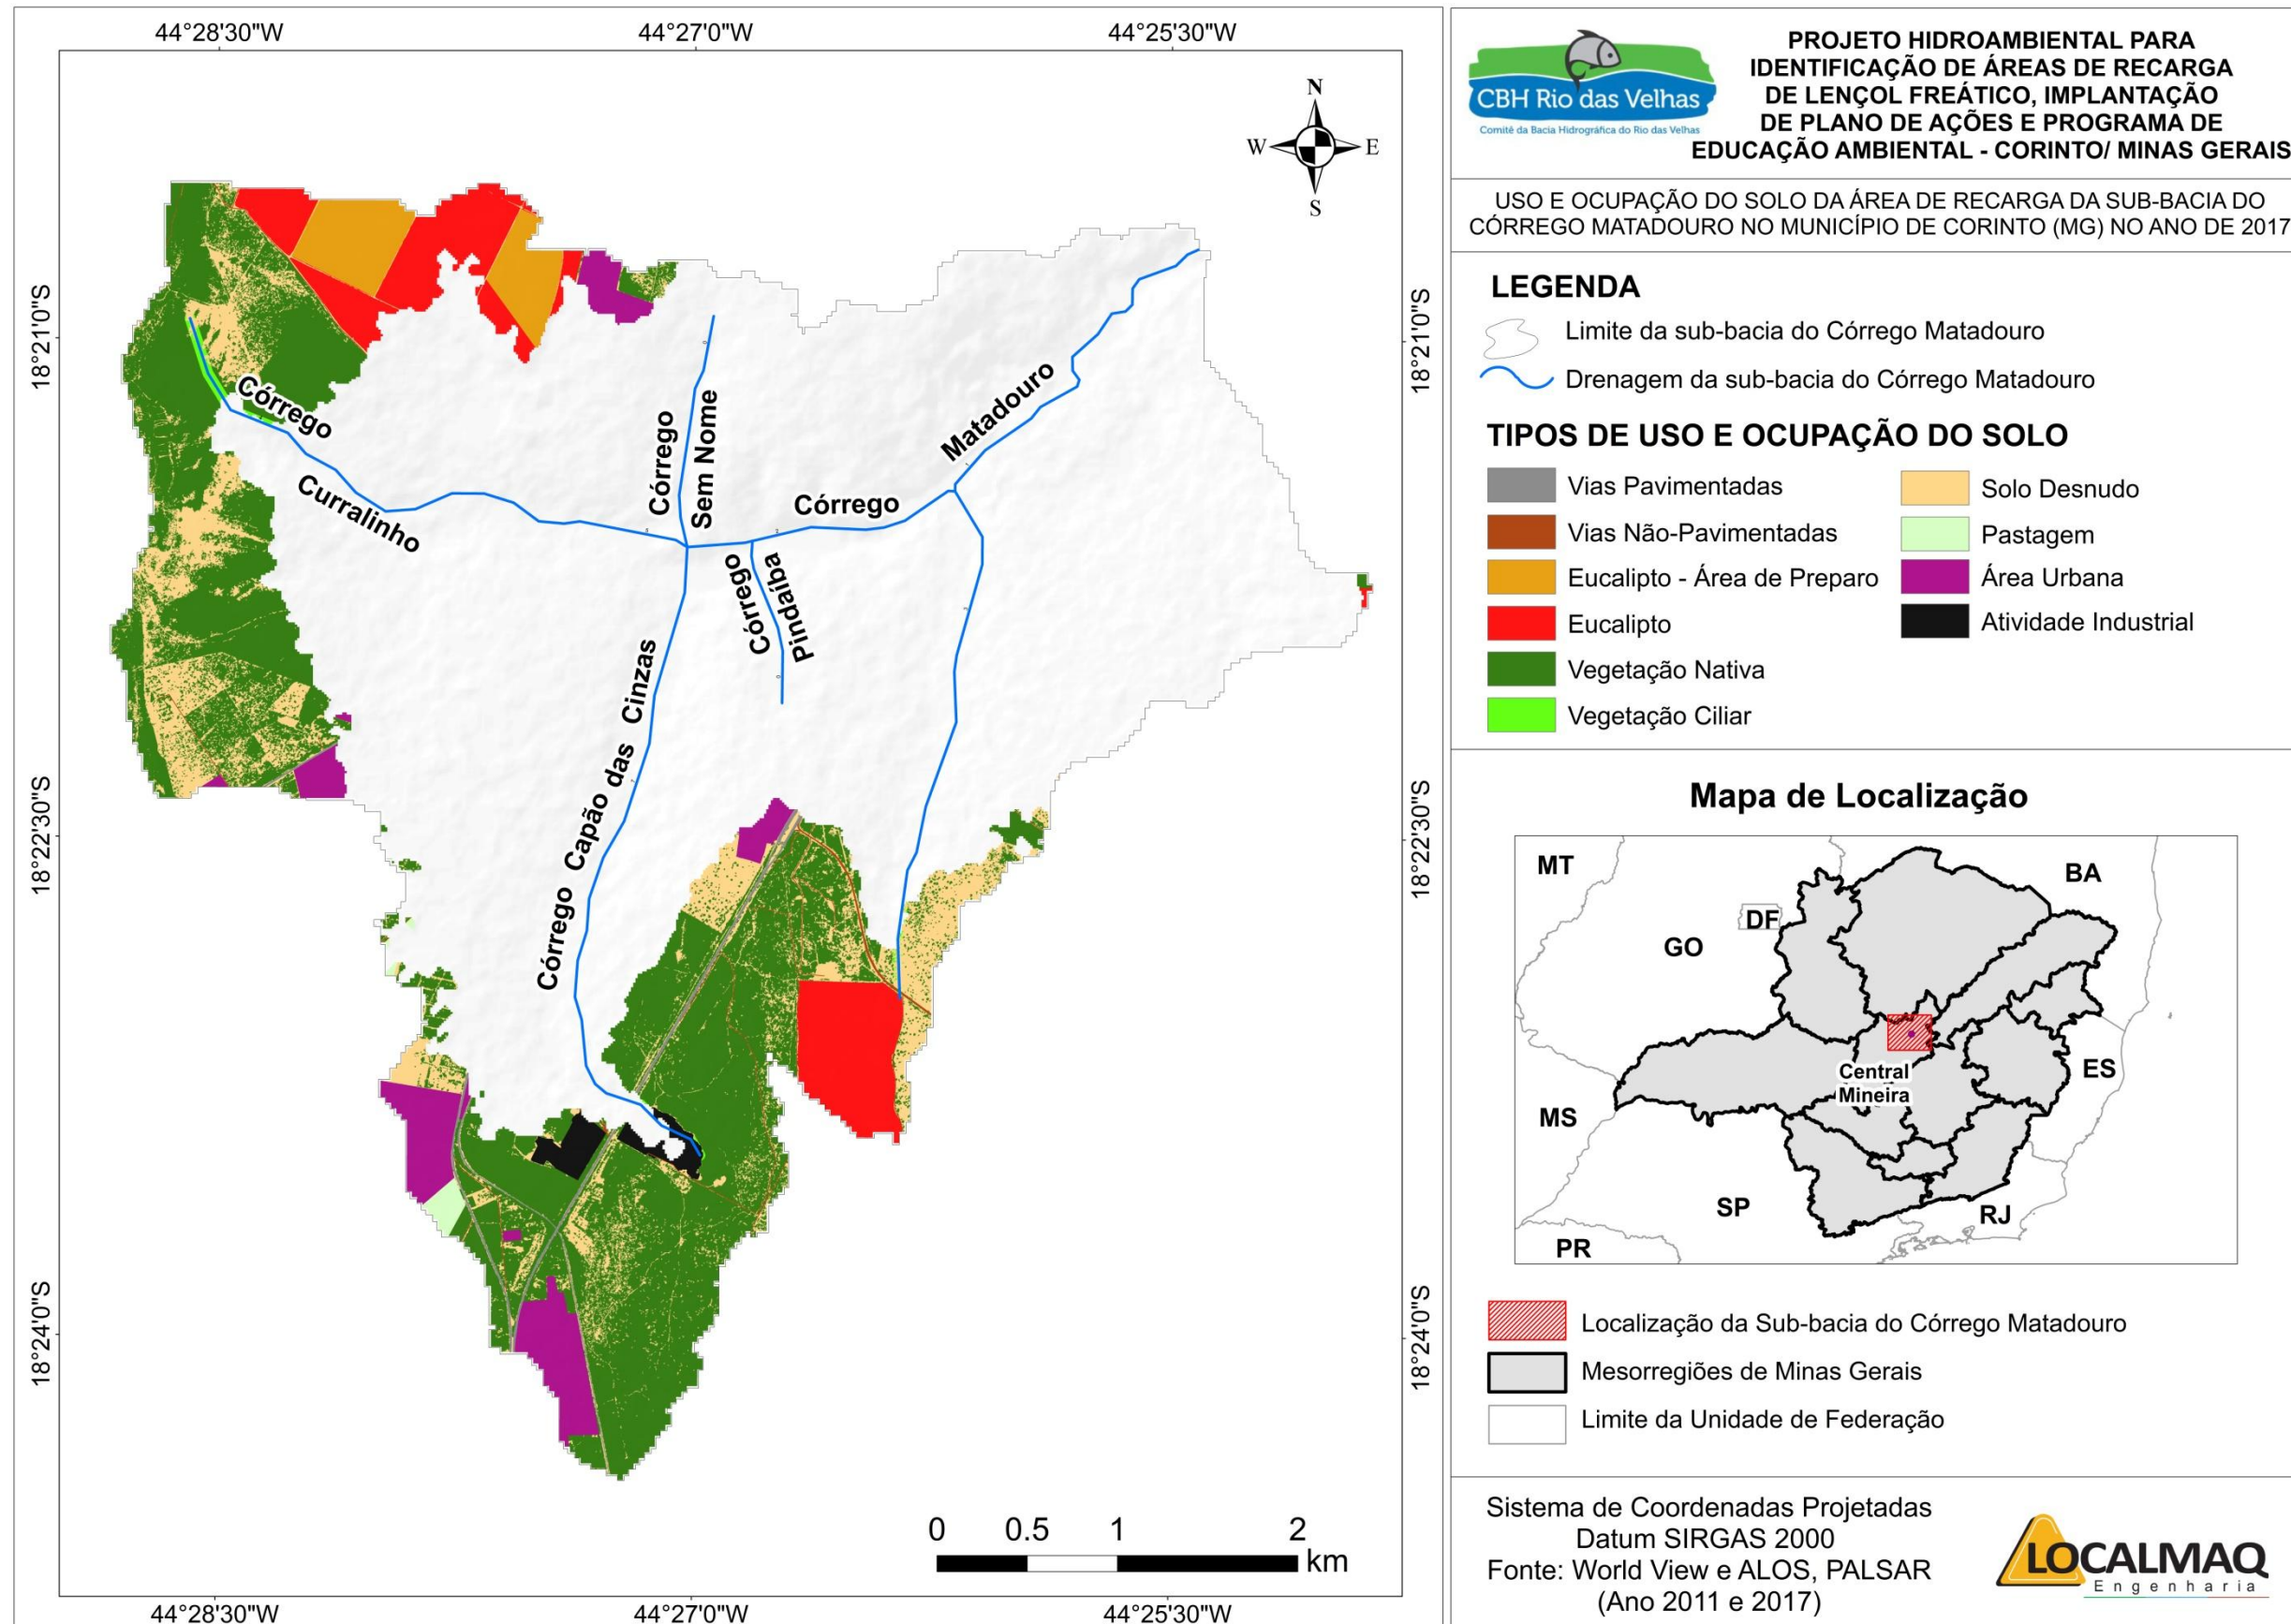 44°28'30"W
44°27'0"W
44°25'30"W
18°21'0"S
18°22'30"S
18°24'0"S
18°21'0"S
18°22'30"S
18°24'0"S
44°28'30"W
44°27'0"W
44°25'30"W
N
W
E
S
Córrego
Curralinho
Córrego
Sem Nome
Córrego
Matadouro
Córrego
Pindaíba
Córrego Capão das Cinzas
0 0.5 1 2
km
CBH Rio das Velhas
Comitê da Bacia Hidrográfica do Rio das Velhas
PROJETO HIDROAMBIENTAL PARA
IDENTIFICAÇÃO DE ÁREAS DE RECARGA
DE LENÇOL FREÁTICO, IMPLANTAÇÃO
DE PLANO DE AÇÕES E PROGRAMA DE
EDUCAÇÃO AMBIENTAL - CORINTO/ MINAS GERAIS
USO E OCUPAÇÃO DO SOLO DA ÁREA DE RECARGA DA SUB-BACIA DO
CÓRREGO MATADOURO NO MUNICÍPIO DE CORINTO (MG) NO ANO DE 2017
LEGENDA
Limite da sub-bacia do Córrego Matadouro
Drenagem da sub-bacia do Córrego Matadouro
TIPOS DE USO E OCUPAÇÃO DO SOLO
Vias Pavimentadas
Vias Não-Pavimentadas
Eucalipto - Área de Preparo
Eucalipto
Vegetação Nativa
Vegetação Ciliar
Solo Desnudo
Pastagem
Área Urbana
Atividade Industrial
Mapa de Localização
MT
BA
DF
GO
Central
Mineira
ES
MS
SP
RJ
PR
Localização da Sub-bacia do Córrego Matadouro
Mesorregiões de Minas Gerais
Limite da Unidade de Federação
Sistema de Coordenadas Projetadas
Datum SIRGAS 2000
Fonte: World View e ALOS, PALSAR
(Ano 2011 e 2017)
LOCALMAQ
Engenharia